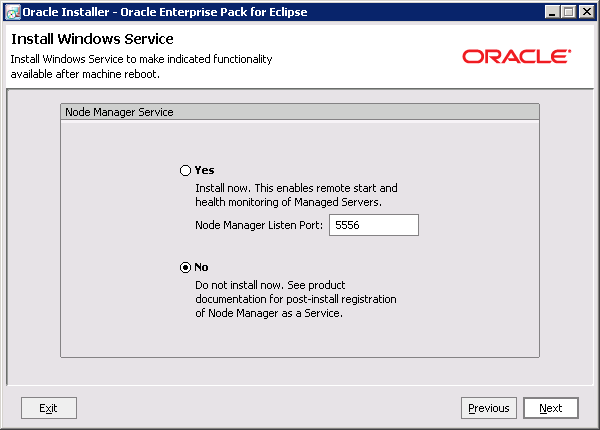 Oracle Installer - Oracle Enterprise Pack for Eclipse
Install Windows Service
Install Windows Service to make indicated functionality
available after machine reboot.
ORACLE
Node Manager Service
Yes
Install now. This enables remote start and
health monitoring of Managed Servers.
Node Manager Listen Port: 5556
No
Do not install now. See product
documentation for post-install registration
of Node Manager as a Service.
Exit Previous Next